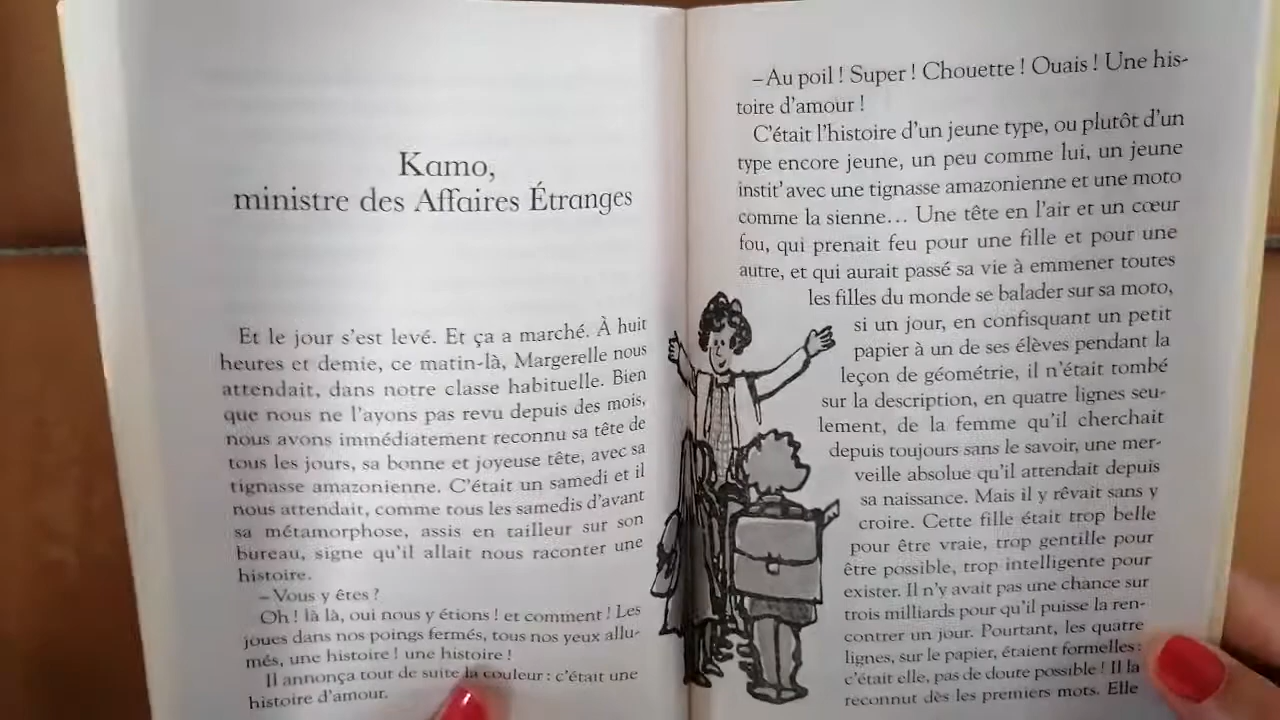 Kamo,
ministre des Affaires Étranges
Et le jour s'est levé. Et ça a marché. À huit
heures et demie, ce matin-là, Margerelle nous
attendait, dans notre classe habituelle. Bien
que nous ne l'ayons pas revu depuis des mois,
nous avons immédiatement reconnu sa tête de
tous les jours, sa bonne et joyeuse tête, avec sa
tignasse amazonienne. C'était un samedi et il
nous attendait, comme tous les samedis d'avant
sa métamorphose, assis en tailleur sur son
bureau, signe qu'il allait nous raconter une
histoire.
– Vous y êtes ?
Oh ! là là, oui nous y étions ! et comment ! Les
joues dans nos poings fermés, tous nos yeux allu-
més, une histoire ! une histoire !
Il annonça tout de suite la couleur : c'était une
histoire d'amour.
– Au poil ! Super ! Chouette ! Ouais ! Une his-
toire d'amour !
C'était l'histoire d'un jeune type, ou plutôt d'un
type encore jeune, un peu comme lui, un jeune
instit' avec une tignasse amazonienne et une moto
comme la sienne... Une tête en l'air et un cœur
fou, qui prenait feu pour une fille et pour une
autre, et qui aurait passé sa vie à emmener toutes
les filles du monde se balader sur sa moto,
si un jour, en confisquant un petit
papier à un de ses élèves pendant la
leçon de géométrie, il n'était tombé
sur la description, en quatre lignes seu-
lement, de la femme qu'il cherchait
depuis toujours sans le savoir, une mer-
veille absolue qu'il attendait depuis
sa naissance. Mais il y rêvait sans y
croire. Cette fille était trop belle
pour être vraie, trop gentille pour
être possible, trop intelligente pour
exister. Il n'y avait pas une chance sur
trois milliards pour qu'il puisse la ren-
contrer un jour. Pourtant, les quatre
lignes, sur le papier, étaient formelles :
c'était elle, pas de doute possible ! Il la
reconnut dès les premiers mots. Elle